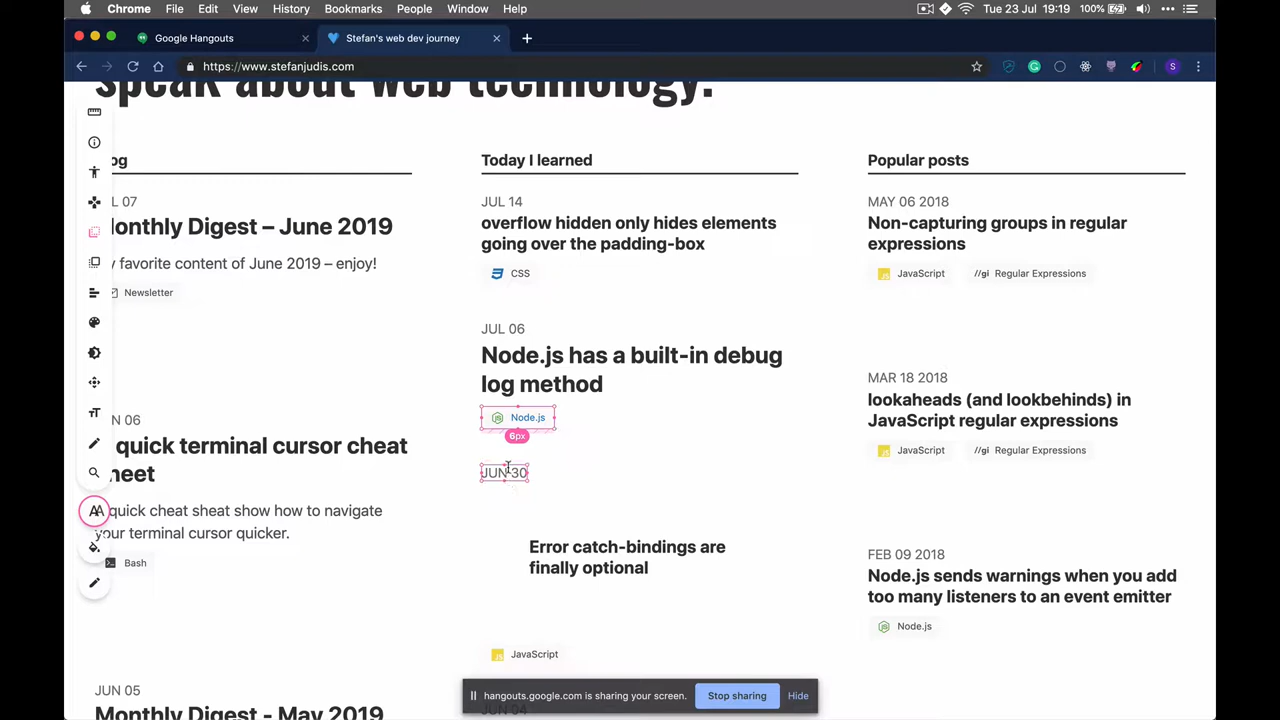 Chrome File Edit View History Bookmarks People Window Help Tue 23 Jul 19:19 100%
Google Hangouts
Stefan's web dev journey
https://www.stefanjudis.com
S
speak about web technology.
og
L 07
onthly Digest – June 2019
y favorite content of June 2019 – enjoy!
Newsletter
N 06
quick terminal cursor cheat
heet
quick cheat sheat show how to navigate
your terminal cursor quicker.
Bash
JUN 05
Monthly Digest - May 2019
Today I learned
JUL 14
overflow hidden only hides elements
going over the padding-box
CSS
JUL 06
Node.js has a built-in debug
log method
Node.js
6px
JUN 30
Error catch-bindings are
finally optional
JavaScript
JUN 04
Popular posts
MAY 06 2018
Non-capturing groups in regular
expressions
JavaScript //gi Regular Expressions
MAR 18 2018
lookaheads (and lookbehinds) in
JavaScript regular expressions
JavaScript //gi Regular Expressions
FEB 09 2018
Node.js sends warnings when you add
too many listeners to an event emitter
Node.js
hangouts.google.com is sharing your screen. Stop sharing Hide